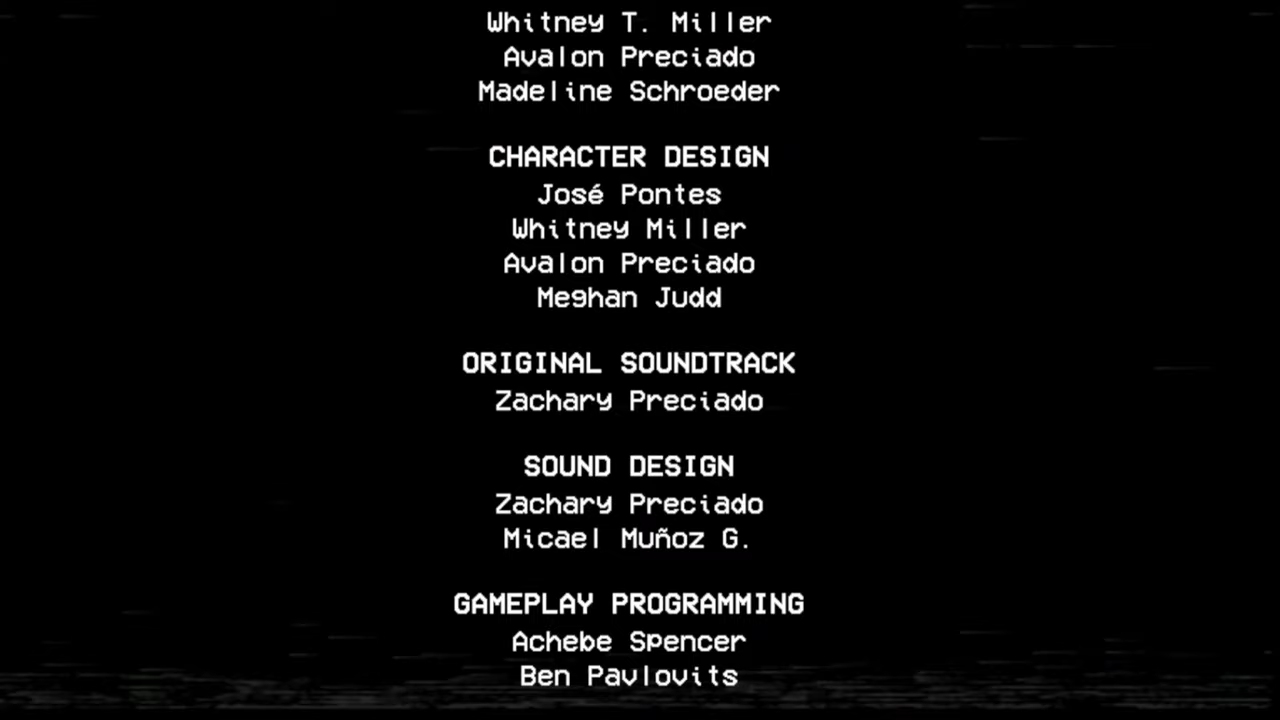 Whitney T. Miller
Avalon Preciado
Madeline Schroeder
CHARACTER DESIGN
José Pontes
Whitney Miller
Avalon Preciado
Meghan Judd
ORIGINAL SOUNDTRACK
Zachary Preciado
SOUND DESIGN
Zachary Preciado
Micael Muñoz G.
GAMEPLAY PROGRAMMING
Achebe Spencer
Ben Pavlovits